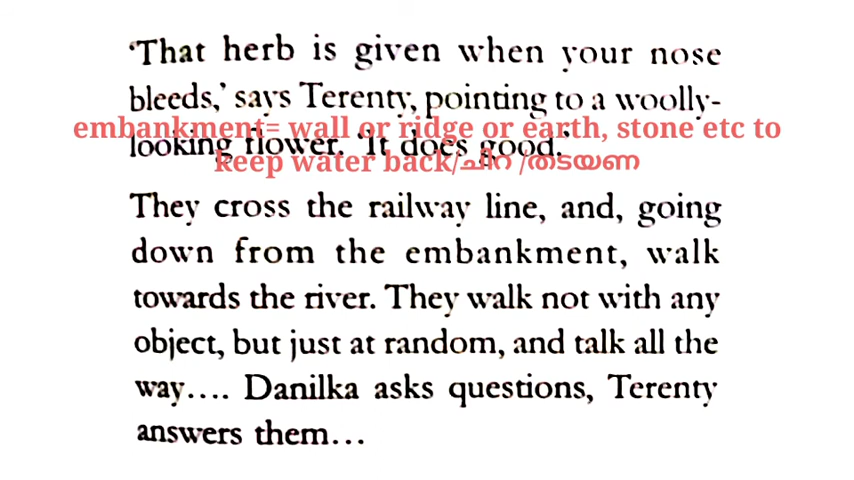 ‘That herb is given when your nose
bleeds,’ says Terenty, pointing to a woolly-
embankment= wall or ridge or earth, stone etc to
looking flower. ‘It does good.’
keep water back/ചിറ /തടയണ
They cross the railway line, and, going
down from the embankment, walk
towards the river. They walk not with any
object, but just at random, and talk all the
way…. Danilka asks questions, Terenty
answers them…